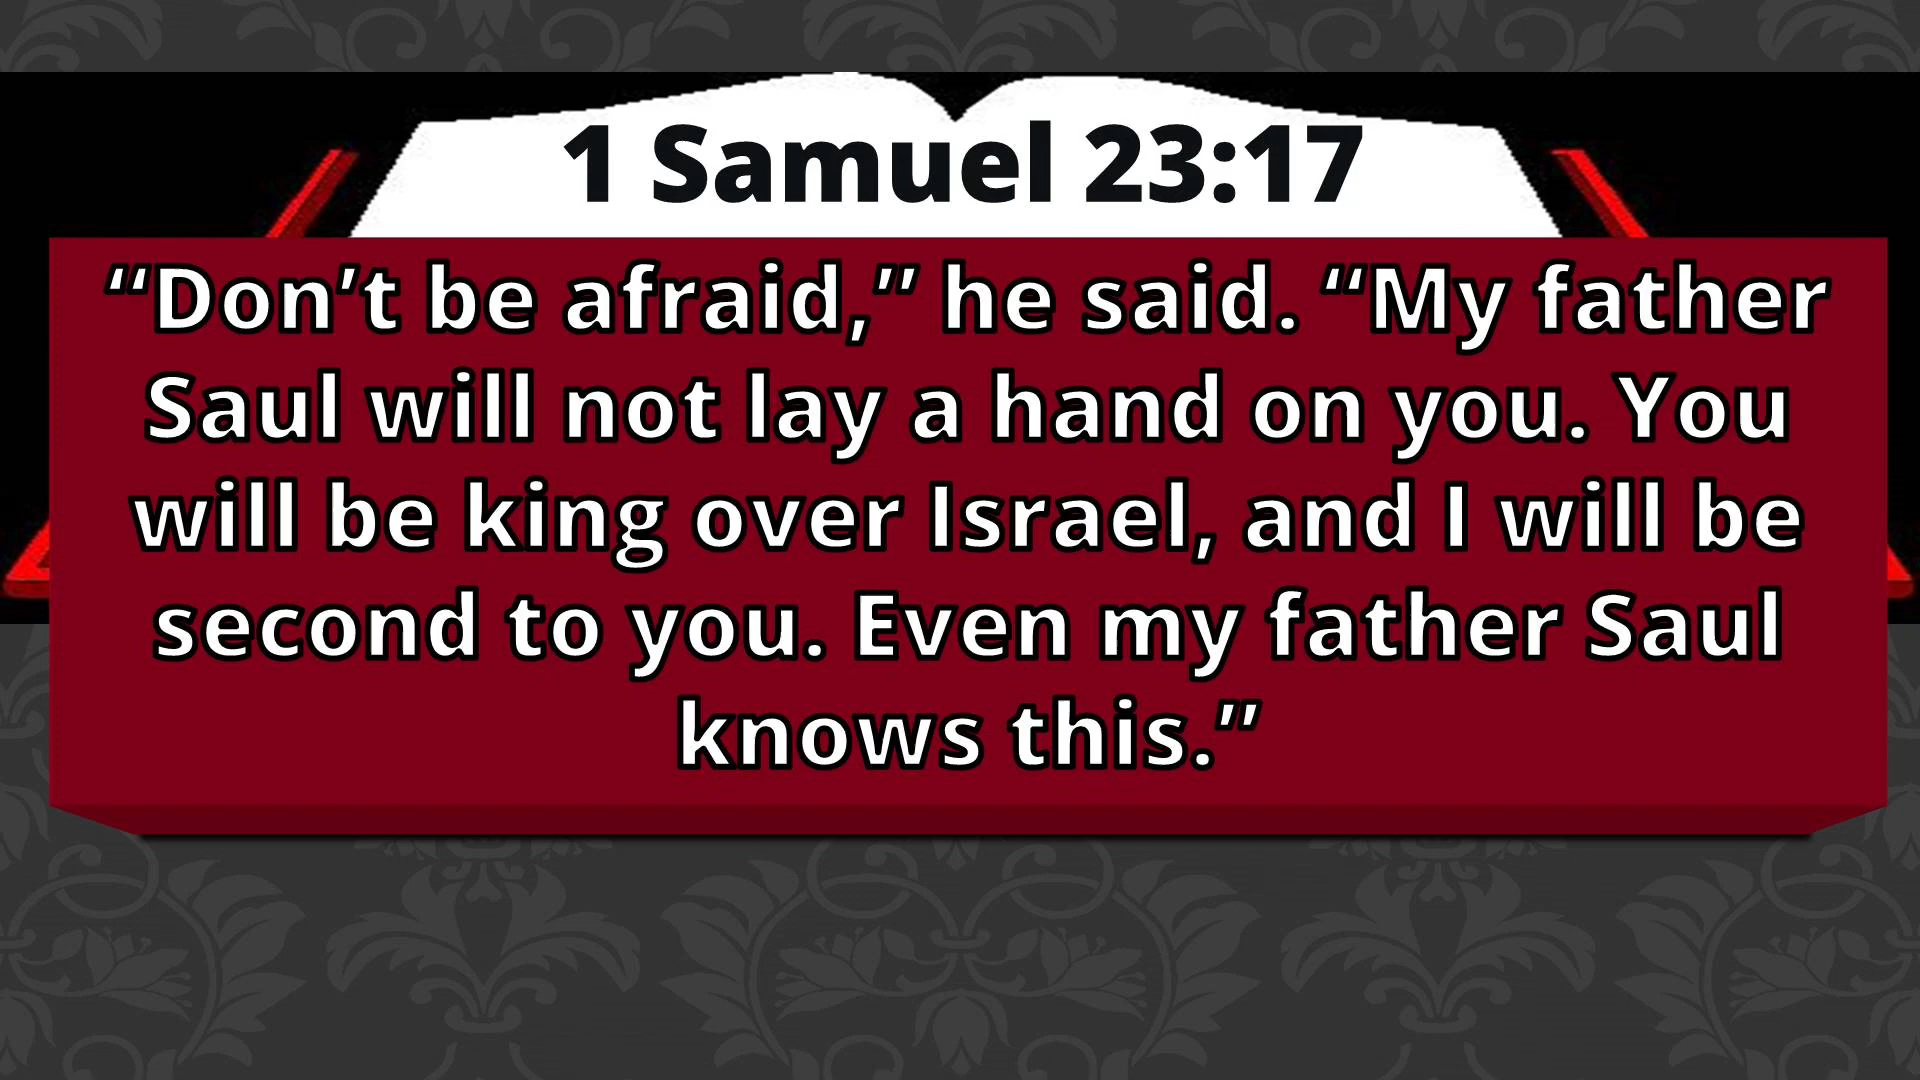 1 Samuel 23:17
“Don’t be afraid,” he said. “My father
Saul will not lay a hand on you. You
will be king over Israel, and I will be
second to you. Even my father Saul
knows this.”